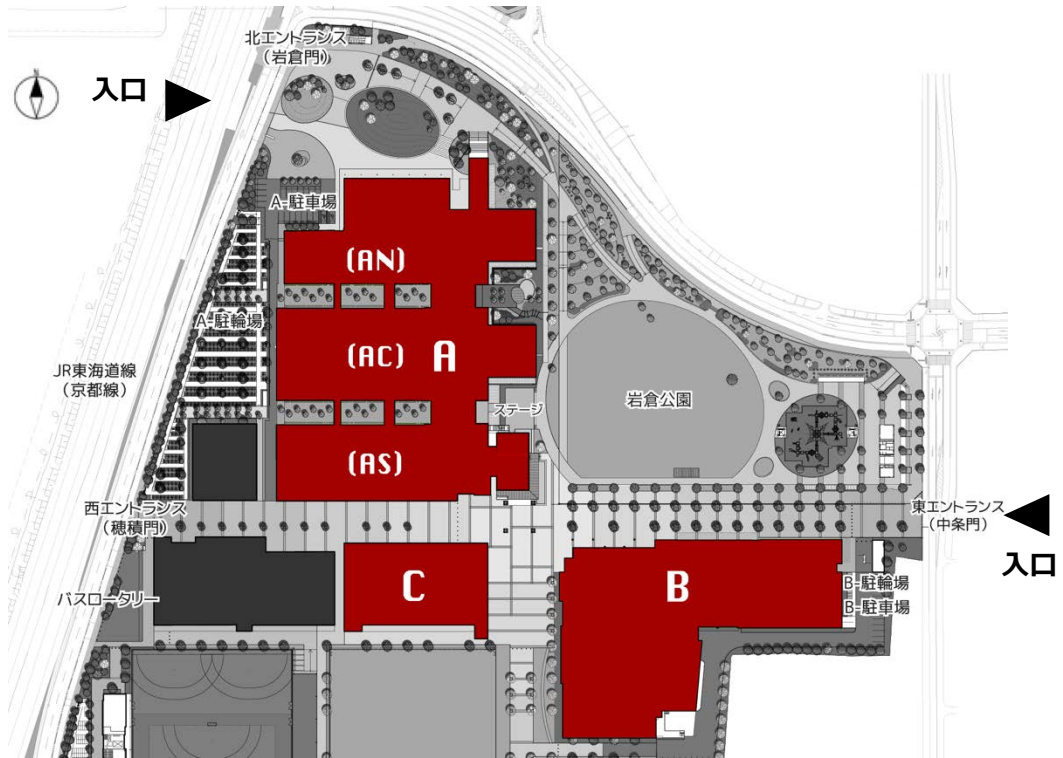 N
北エントランス
（岩倉門）
入口
A-駐車場
(AN)
A-駐輪場
(AC)
A
JR東海道線
（京都線）
岩倉公園
ステージ
(AS)
西エントランス
（穂積門）
東エントランス
（中条門）
入口
C
B
B-駐輪場
B-駐車場
バスロータリー